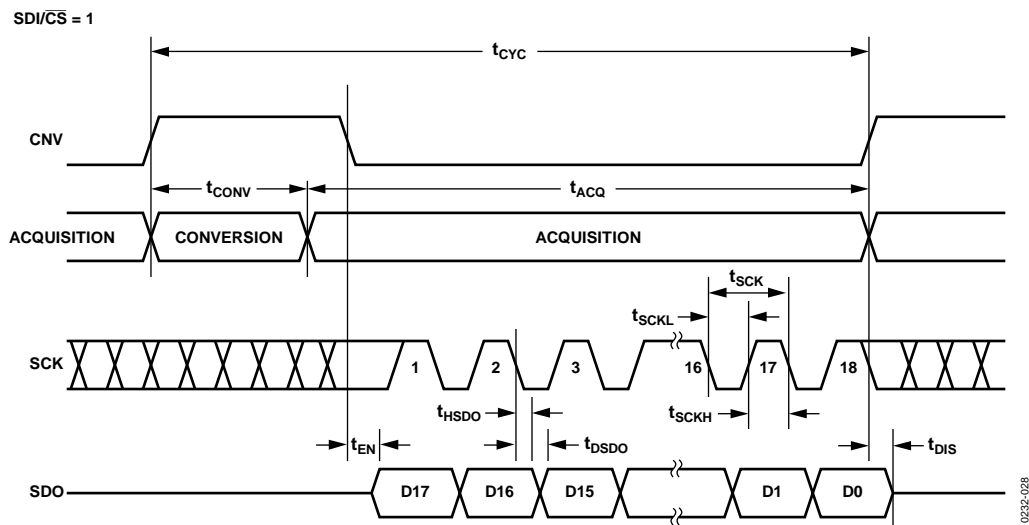 SDI/CS = 1
tCYC
CNV
tCONV
tACQ
ACQUISITION
CONVERSION
ACQUISITION
tSCK
tSCKL
SCK
1 2 3 16 17 18
tHSDO
tSCKH
tEN
tDSDO
tDIS
SDO
D17 D16 D15 D1 D0
0232-028